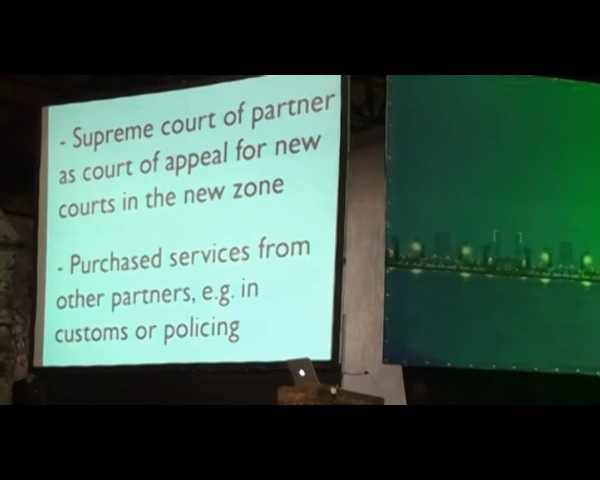 - Supreme court of partner
as court of appeal for new
courts in the new zone
- Purchased services from
other partners, e.g. in
customs or policing